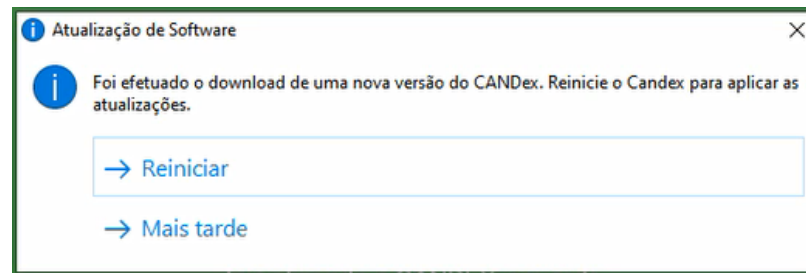 Atualização de Software
Foi efetuado o download de uma nova versão do CANDex. Reinicie o Candex para aplicar as
atualizações.
Reiniciar
Mais tarde